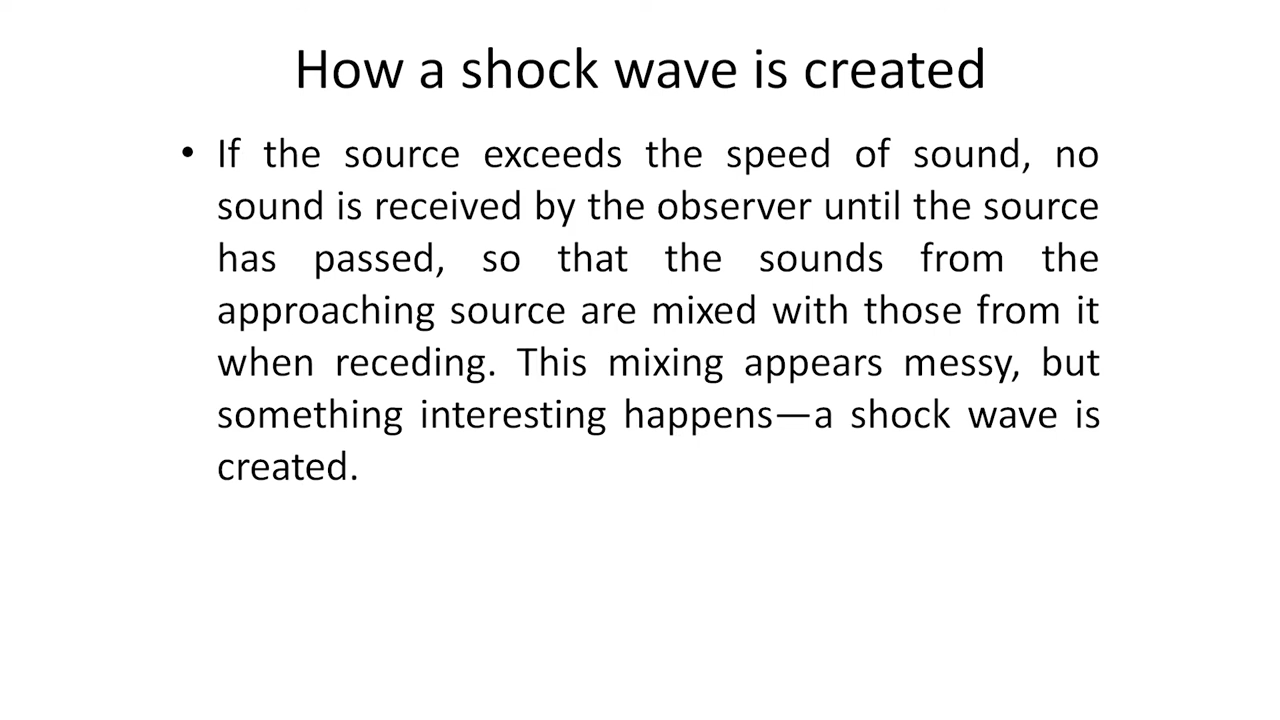 How a shock wave is created
• If the source exceeds the speed of sound, no
sound is received by the observer until the source
has passed, so that the sounds from the
approaching source are mixed with those from it
when receding. This mixing appears messy, but
something interesting happens—a shock wave is
created.